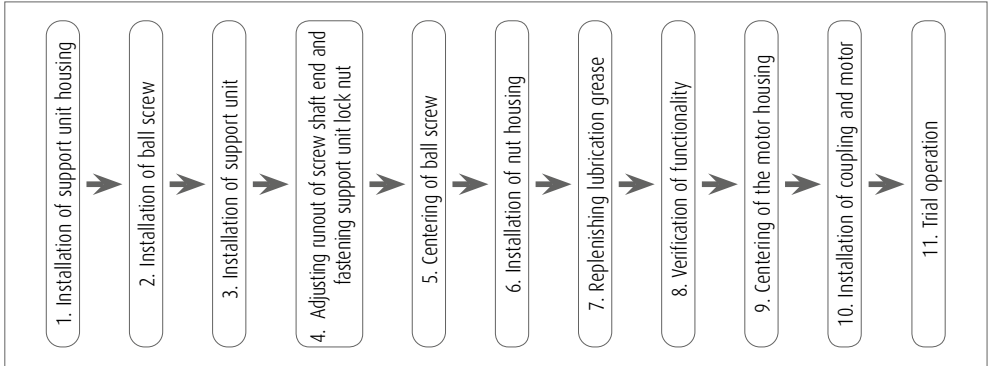 1. Installation of support unit housing
2. Installation of ball screw
3. Installation of support unit
4. Adjusting runout of screw shaft end and
fastening support unit lock nut
5. Centering of ball screw
6. Installation of nut housing
7. Replenishing lubrication grease
8. Verification of functionality
9. Centering of the motor housing
10. Installation of coupling and motor
11. Trial operation